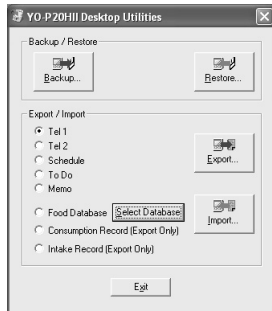 YO-P20HII Desktop Utilities
Backup / Restore
Backup... Restore...
Export / Import
Tel 1
Tel 2
Schedule
To Do
Memo
Export...
Food Database Select Database
Consumption Record (Export Only)
Intake Record (Export Only)
Import...
Exit